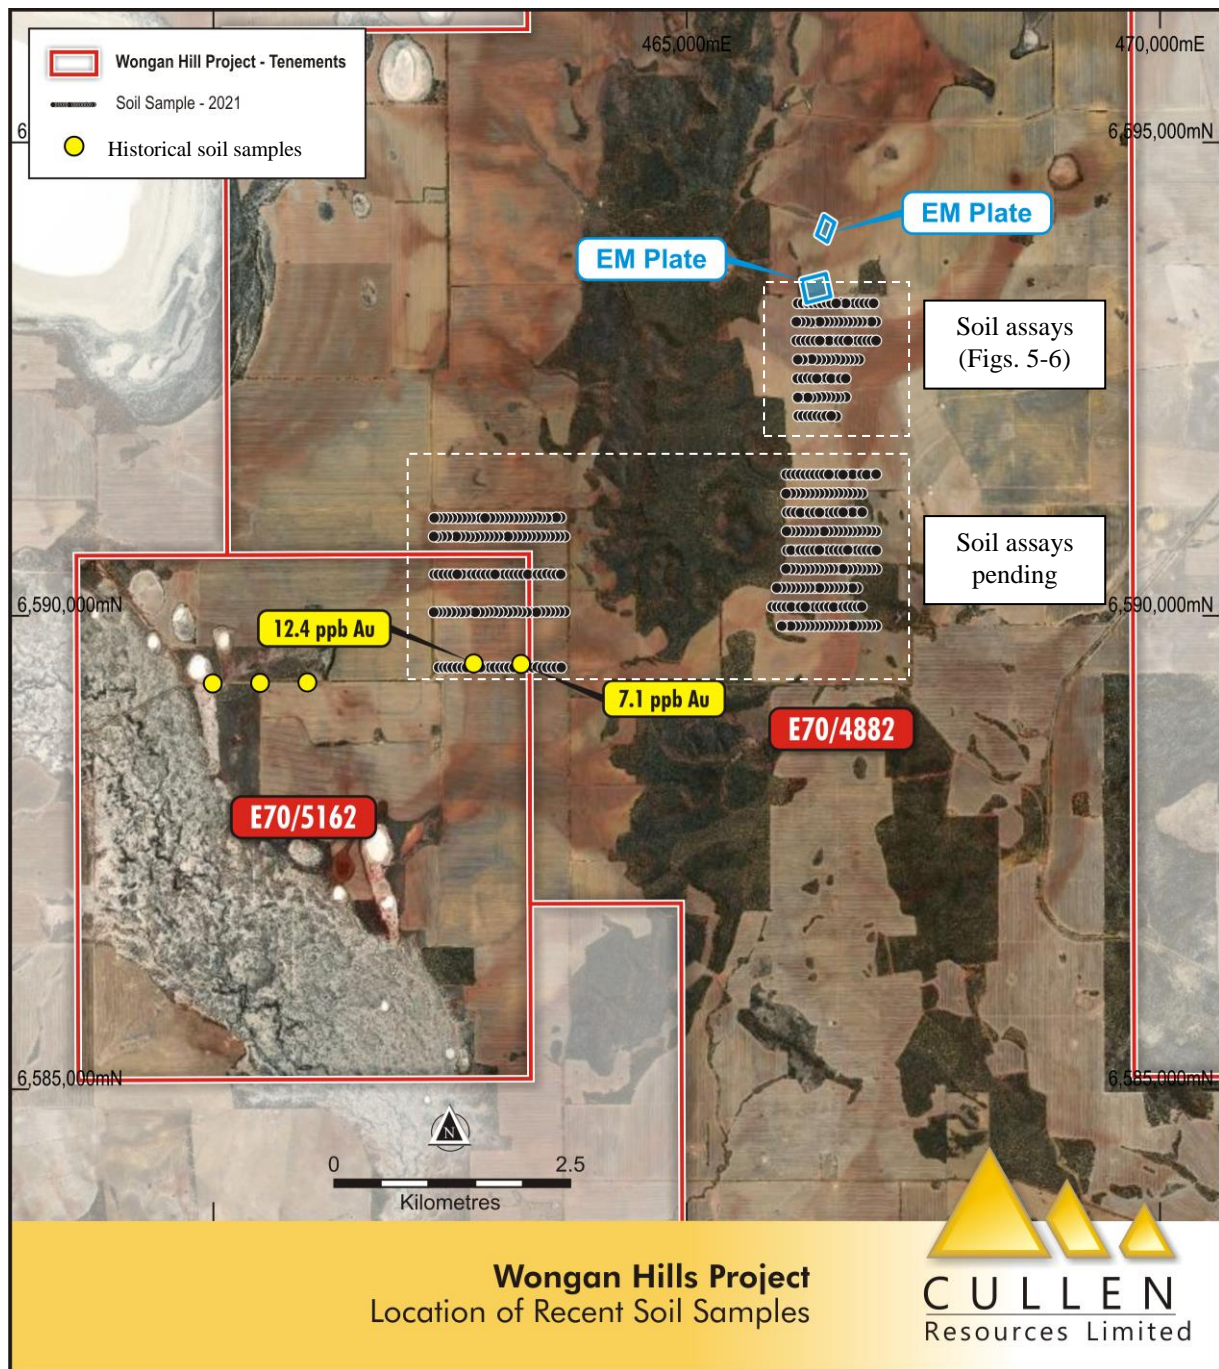 465,000mE
470,000mE
Wongan Hill Project - Tenements
Soil Sample - 2021
Historical soil samples
6
6,595,000mN
EM Plate
EM Plate
Soil assays
(Figs. 5-6)
Soil assays
pending
6,590,000mN
6,590,000mN
12.4 ppb Au
7.1 ppb Au
E70/4882
E70/5162
6,585,000mN
6,585,000mN
N
0
2.5
Kilometres
Wongan Hills Project
Location of Recent Soil Samples
CULLEN
Resources Limited